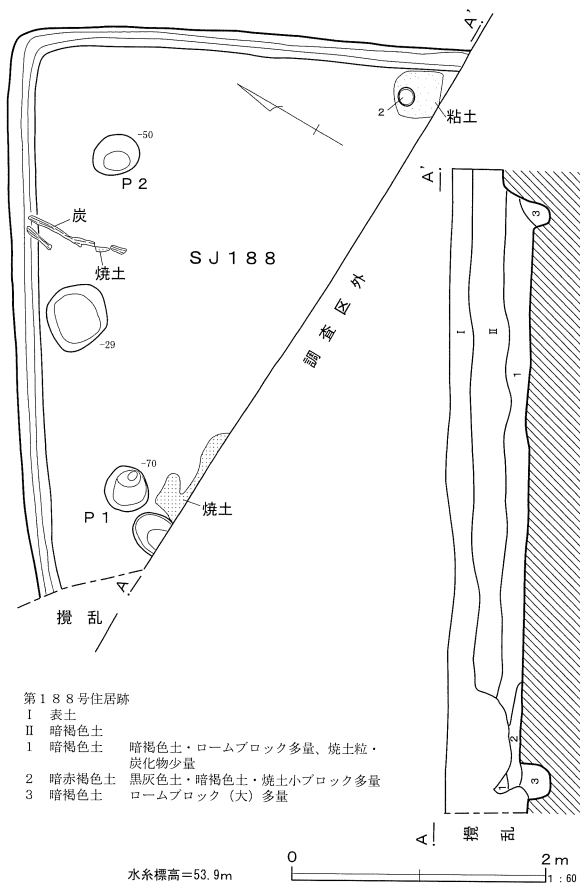 A'
2
粘土
-50
P2
A'
3
炭
焼土
SJ188
調査区外
I
II
1
-29
-70
P1
焼土
A
攪乱
2
1
3
A
攪乱
第188号住居跡
I 表土
II 暗褐色土
1 暗褐色土 暗褐色土・ロームブロック多量、焼土粒・
炭化物少量
2 暗赤褐色土 黒灰色土・暗褐色土・焼土小ブロック多量
3 暗褐色土 ロームブロック（大）多量
水糸標高=53.9m
0 2m
1:60